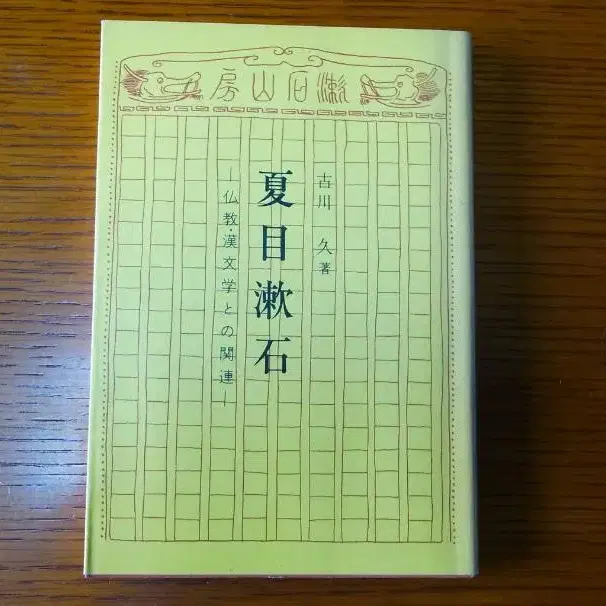 漱石山房
古川 久著
夏目漱石
―仏教・漢文学との関連―